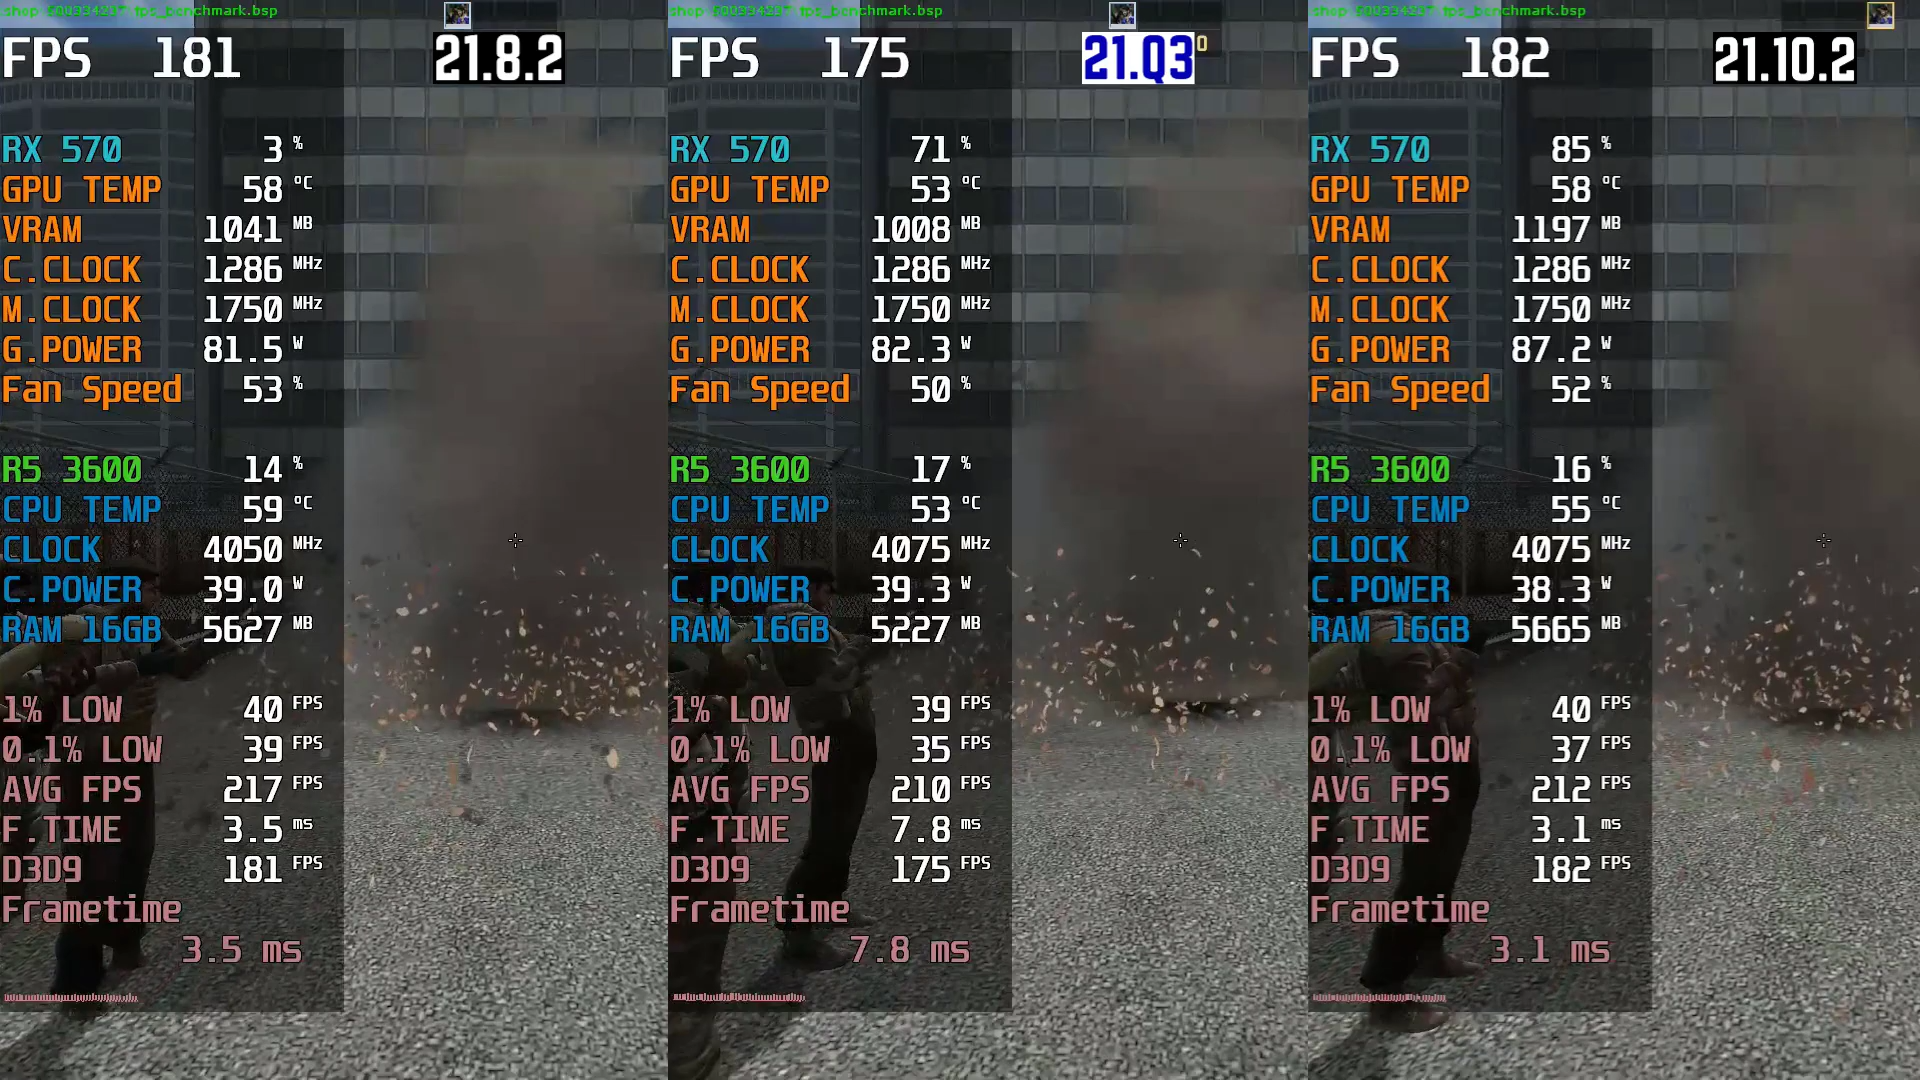 fps_benchmark.bsp
FPS 181
21.8.2
RX 570 3 %
GPU TEMP 58 °C
VRAM 1041 MB
C.CLOCK 1286 MHz
M.CLOCK 1750 MHz
G.POWER 81.5 W
Fan Speed 53 %
R5 3600 14 %
CPU TEMP 59 °C
CLOCK 4050 MHz
C.POWER 39.0 W
RAM 16GB 5627 MB
1% LOW 40 FPS
0.1% LOW 39 FPS
AVG FPS 217 FPS
F.TIME 3.5 ms
D3D9 181 FPS
Frametime
3.5 ms
fps_benchmark.bsp
FPS 175
21.Q3
0
RX 570 71 %
GPU TEMP 53 °C
VRAM 1008 MB
C.CLOCK 1286 MHz
M.CLOCK 1750 MHz
G.POWER 82.3 W
Fan Speed 50 %
R5 3600 17 %
CPU TEMP 53 °C
CLOCK 4075 MHz
C.POWER 39.3 W
RAM 16GB 5227 MB
1% LOW 39 FPS
0.1% LOW 35 FPS
AVG FPS 210 FPS
F.TIME 7.8 ms
D3D9 175 FPS
Frametime
7.8 ms
fps_benchmark.bsp
FPS 182
21.10.2
RX 570 85 %
GPU TEMP 58 °C
VRAM 1197 MB
C.CLOCK 1286 MHz
M.CLOCK 1750 MHz
G.POWER 87.2 W
Fan Speed 52 %
R5 3600 16 %
CPU TEMP 55 °C
CLOCK 4075 MHz
C.POWER 38.3 W
RAM 16GB 5665 MB
1% LOW 40 FPS
0.1% LOW 37 FPS
AVG FPS 212 FPS
F.TIME 3.1 ms
D3D9 182 FPS
Frametime
3.1 ms